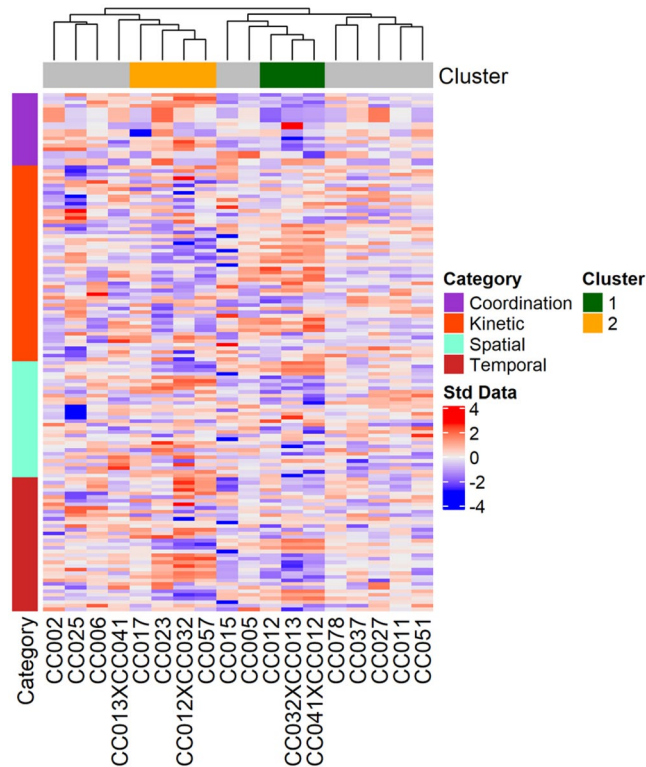 Cluster
Category Cluster
Coordination 1
Kinetic 2
Spatial
Temporal
Std Data
4
2
0
-2
-4
Category
CC002
CC025
CC006
CC013XCC041
CC017
CC023
CC012XCC032
CC057
CC015
CC005
CC012
CC032XCC013
CC041XCC012
CC078
CC037
CC027
CC011
CC051